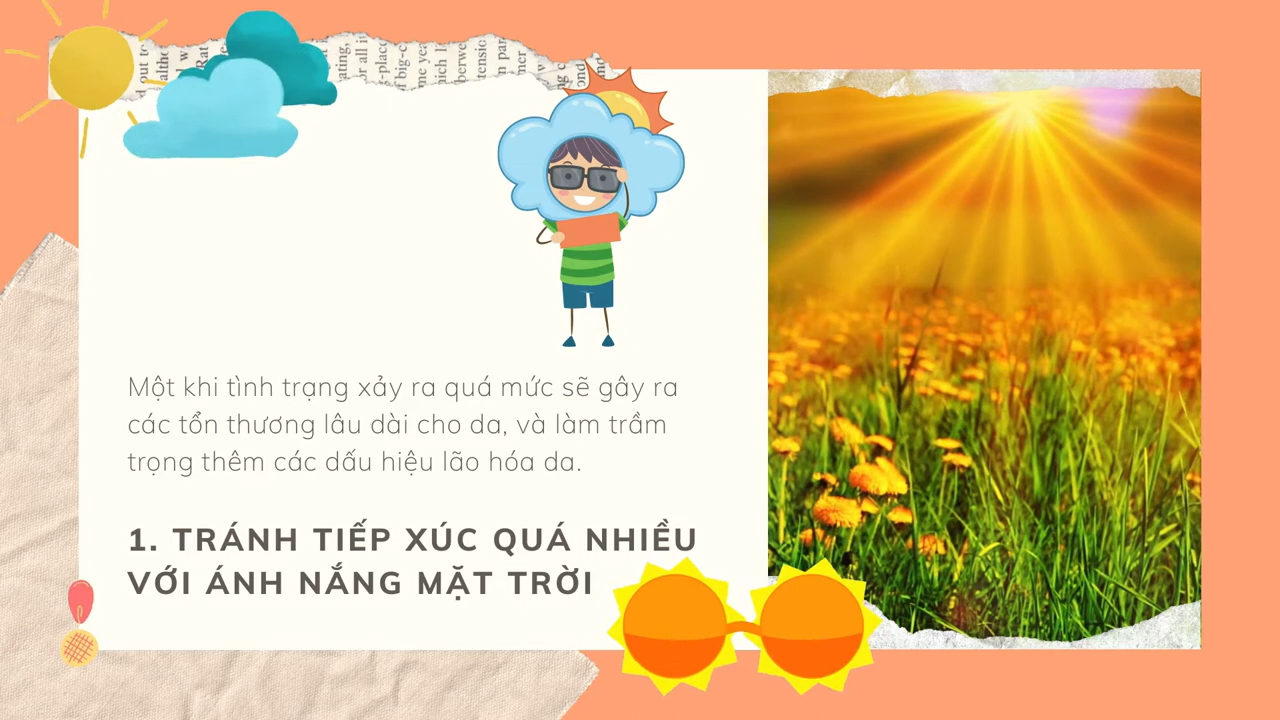 Một khi tình trạng xảy ra quá mức sẽ gây ra
các tổn thương lâu dài cho da, và làm trầm
trọng thêm các dấu hiệu lão hóa da.
1. TRÁNH TIẾP XÚC QUÁ NHIỀU
VỚI ÁNH NẮNG MẶT TRỜI